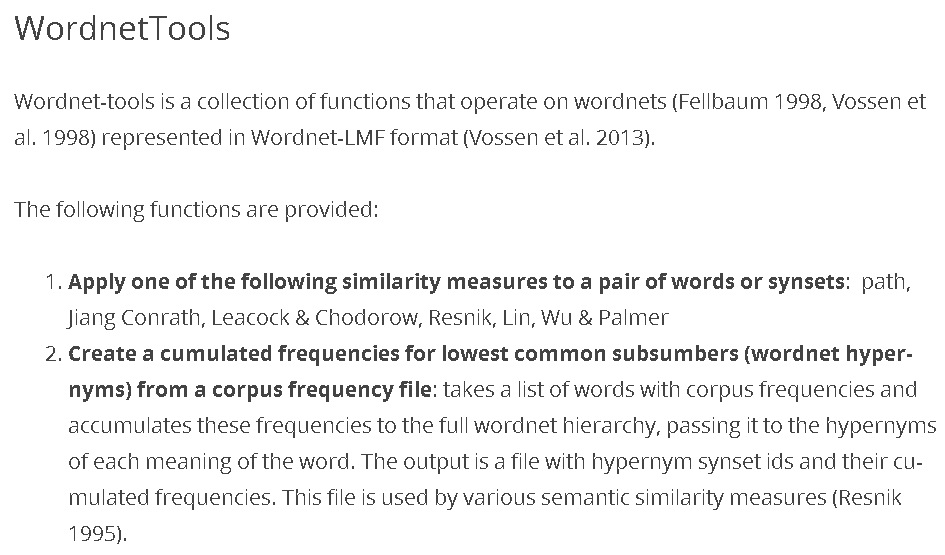 WordnetTools
Wordnet-tools is a collection of functions that operate on wordnets (Fellbaum 1998, Vossen et
al. 1998) represented in Wordnet-LMF format (Vossen et al. 2013).
The following functions are provided:
1. Apply one of the following similarity measures to a pair of words or synsets: path,
Jiang Conrath, Leacock & Chodorow, Resnik, Lin, Wu & Palmer
2. Create a cumulated frequencies for lowest common subsumbers (wordnet hyper-
nyms) from a corpus frequency file: takes a list of words with corpus frequencies and
accumulates these frequencies to the full wordnet hierarchy, passing it to the hypernyms
of each meaning of the word. The output is a file with hypernym synset ids and their cu-
mulated frequencies. This file is used by various semantic similarity measures (Resnik
1995).